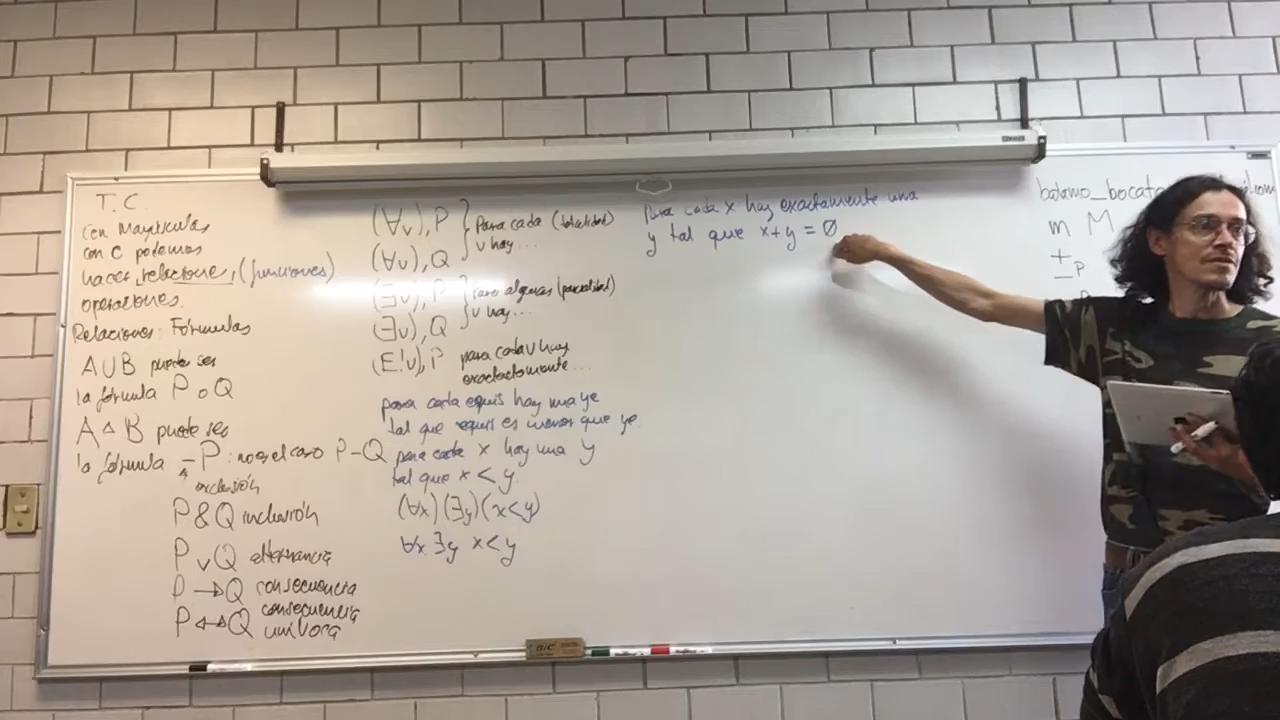 T.C.
Con Mayúsculas
con C podemos
hacer relaciones, (funciones)
operaciones.
Relaciones: Fórmulas
A∪B puede ser
la fórmula P o Q
A △ B puede ser
la fórmula —P: no es el caso P-Q
exclusión
P & Q inclusión
P ∨ Q alternancia
P → Q consecuencia
P ↔ Q consecuencia
unívoca
(∀v), P
(∀v), Q
Para cada (totalidad)
v hay...
(∃v), P
(∃v), Q
para algunas (parcialidad)
v hay...
(E!v), P para cada v hay
exactamente...
para cada equis hay una ye
tal que equis es menor que ye.
para cada x hay una y
tal que x < y.
(∀x)(∃y)(x<y)
∀x ∃y x<y
para cada x hay exactamente una
y tal que x+y=0
m M
+
-P
BIC